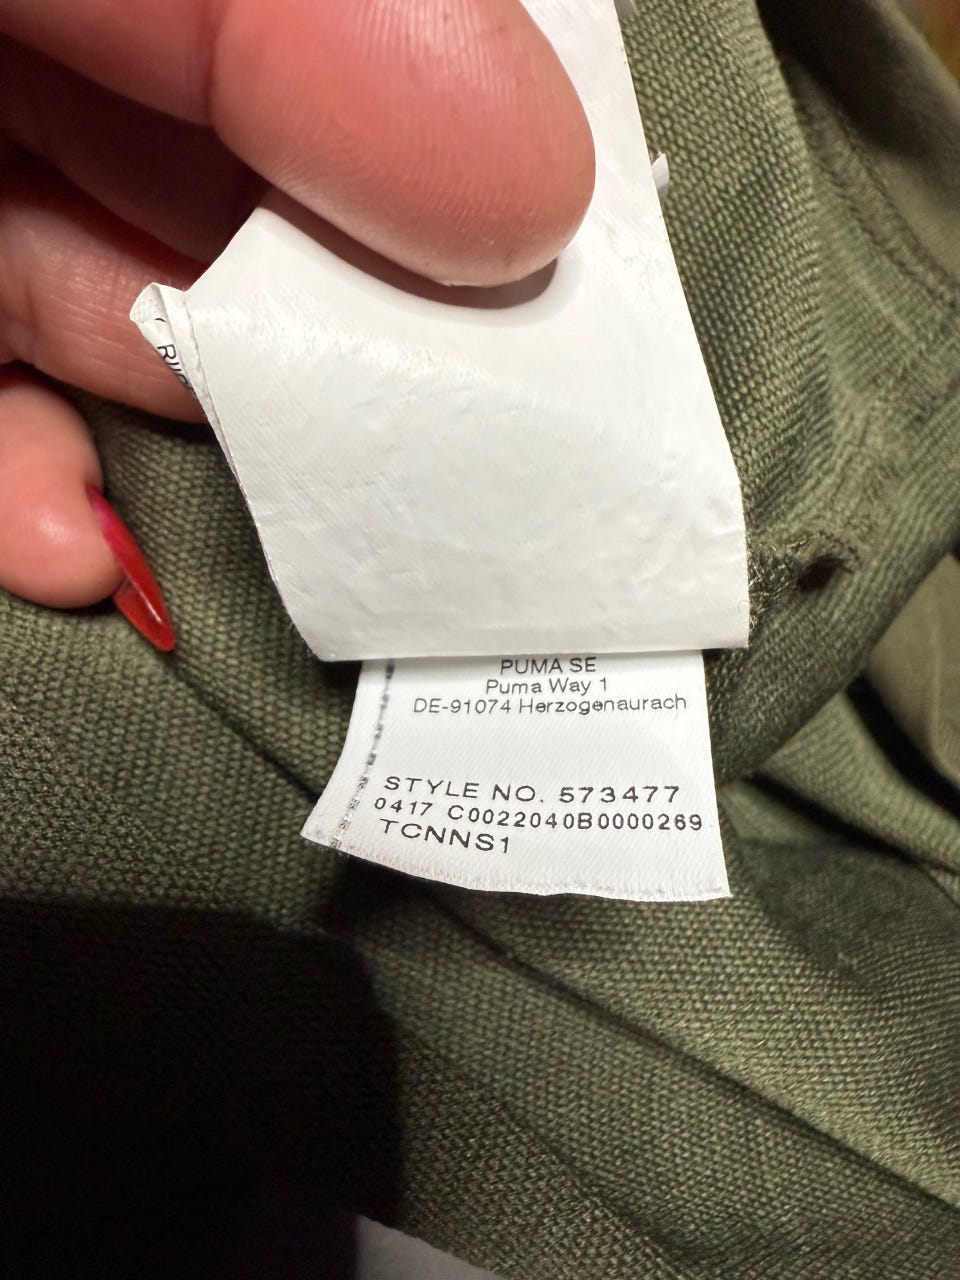 PUMA SE
Puma Way 1
DE-91074 Herzogenaurach
STYLE NO. 573477
0417 C0022040B0000269
TCNNS1